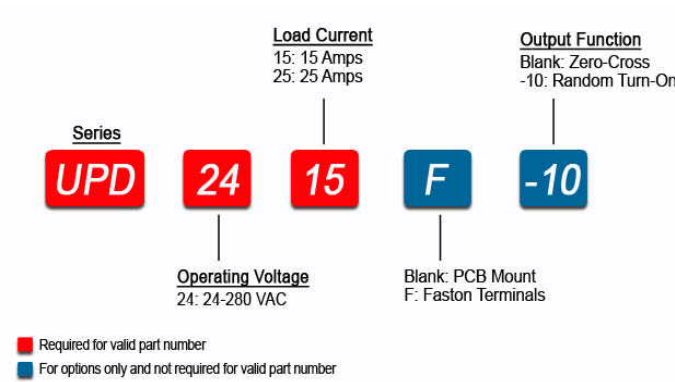 Load Current
15: 15 Amps
25: 25 Amps
Output Function
Blank: Zero-Cross
-10: Random Turn-On
Series
UPD 24 15 F -10
Operating Voltage
24: 24-280 VAC
Blank: PCB Mount
F: Faston Terminals
Required for valid part number
For options only and not required for valid part number